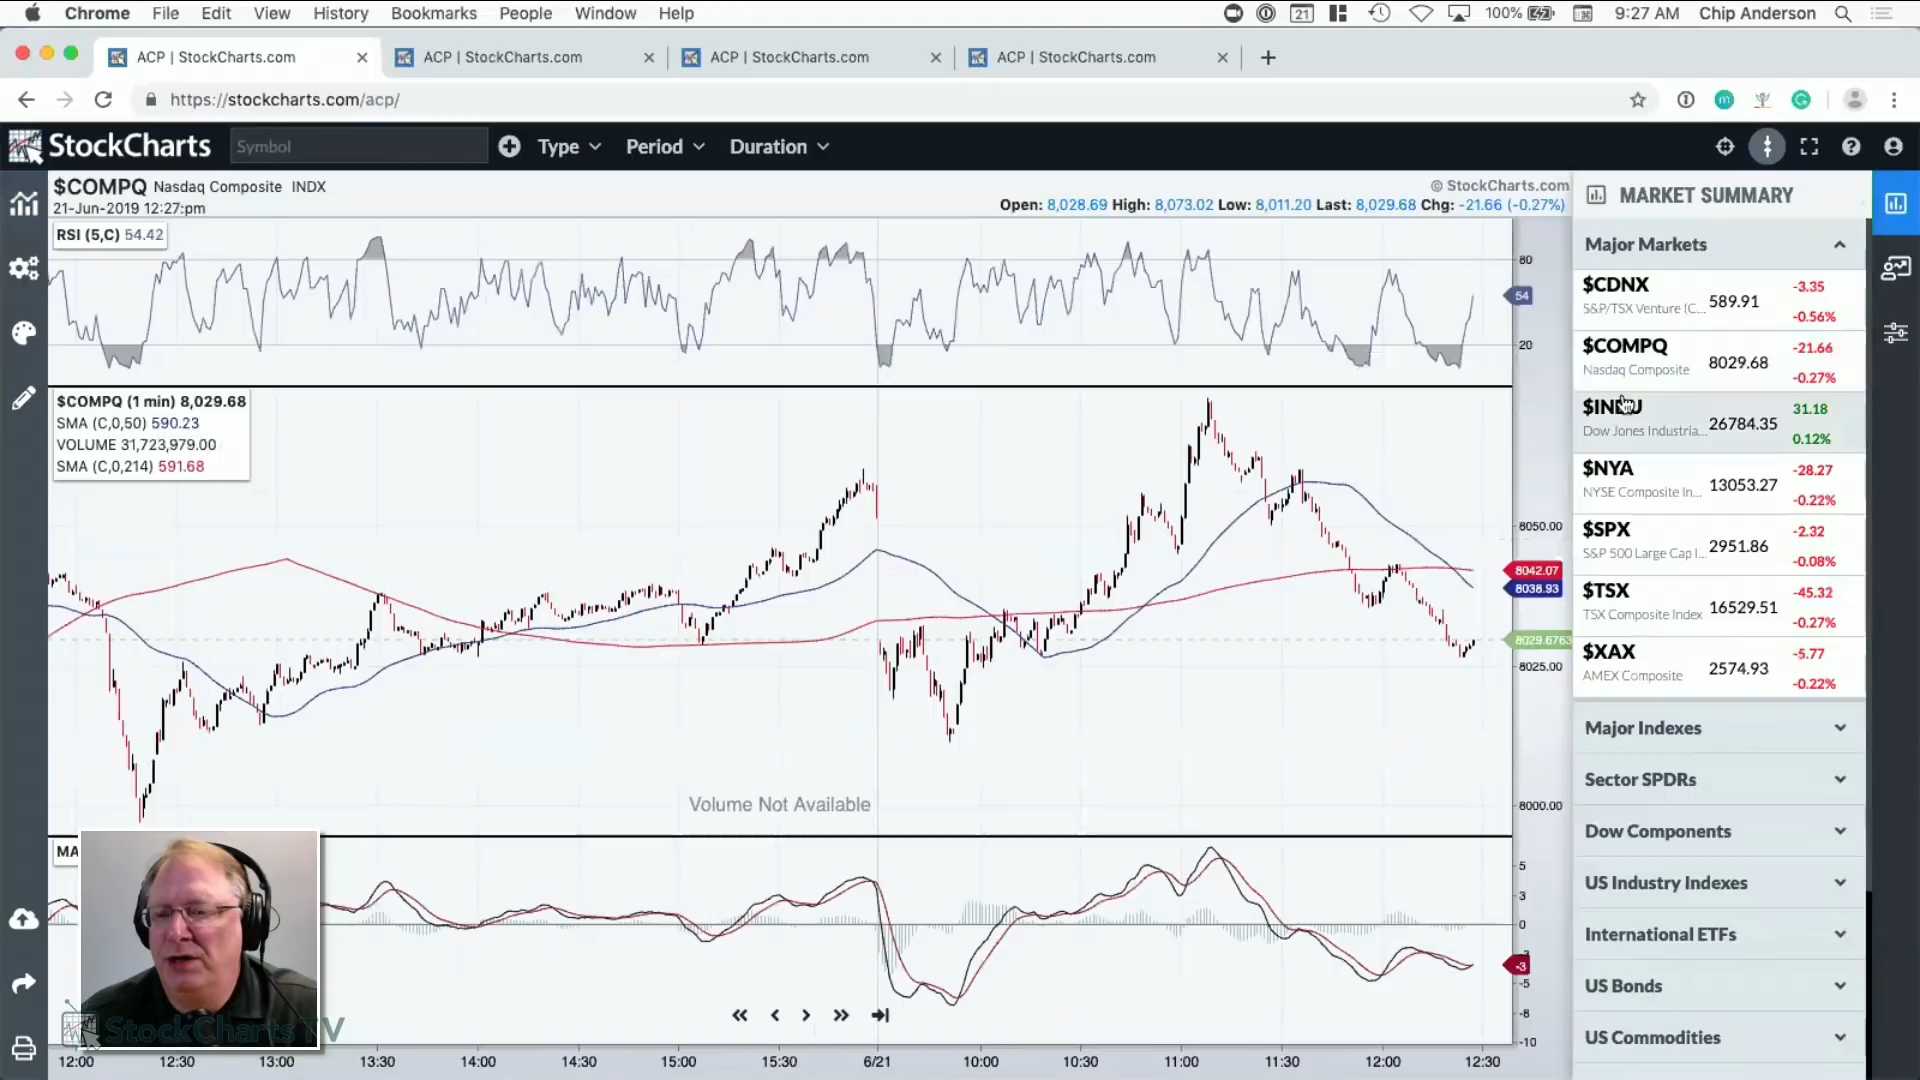 Chrome File Edit View History Bookmarks People Window Help 21 100% 9:27 AM Chip Anderson
ACP | StockCharts.com ACP | StockCharts.com ACP | StockCharts.com ACP | StockCharts.com
https://stockcharts.com/acp/
StockCharts Symbol Type Period Duration
$COMPQ Nasdaq Composite INDX
© StockCharts.com
21-Jun-2019 12:27pm
Open: 8,028.69 High: 8,073.02 Low: 8,011.20 Last: 8,029.68 Chg: -21.66 (-0.27%)
RSI (5,C) 54.42
80
54
20
$COMPQ (1 min) 8,029.68
SMA (C,0,50) 590.23
VOLUME 31,723,979.00
SMA (C,0,214) 591.68
8050.00
8042.07
8038.93
8029.6763
8025.00
8000.00
Volume Not Available
MA
5
3
0
-3
-5
-8
-10
12:00 12:30 13:00 13:30 14:00 14:30 15:00 15:30 6/21 10:00 10:30 11:00 11:30 12:00 12:30
StockCharts TV
MARKET SUMMARY
Major Markets
$CDNX
S&P/TSX Venture (C...
589.91
-3.35
-0.56%
$COMPQ
Nasdaq Composite
8029.68
-21.66
-0.27%
$INDU
Dow Jones Industria...
26784.35
31.18
0.12%
$NYA
NYSE Composite In...
13053.27
-28.27
-0.22%
$SPX
S&P 500 Large Cap I...
2951.86
-2.32
-0.08%
$TSX
TSX Composite Index
16529.51
-45.32
-0.27%
$XAX
AMEX Composite
2574.93
-5.77
-0.22%
Major Indexes
Sector SPDRs
Dow Components
US Industry Indexes
International ETFs
US Bonds
US Commodities